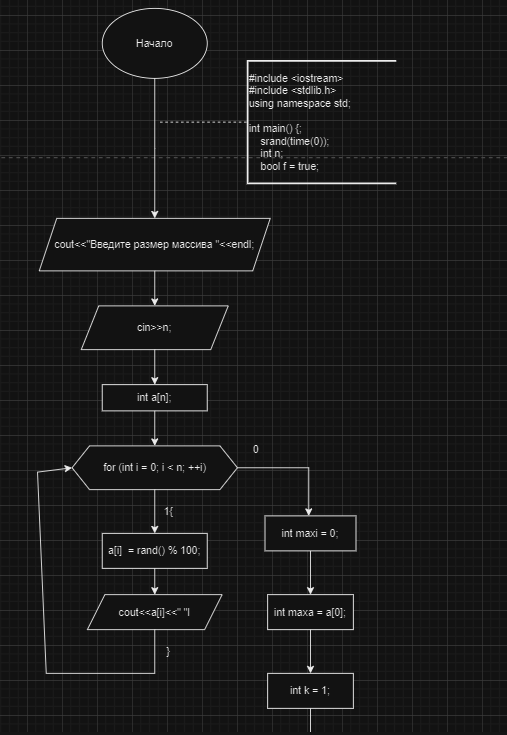 Начало
#include <iostream>
#include <stdlib.h>
using namespace std;
int main() {;
srand(time(0));
int n;
bool f = true;
cout<<"Введите размер массива "<<endl;
cin>>n;
int a[n];
for (int i = 0; i < n; ++i)
0
1{
int maxi = 0;
a[i] = rand() % 100;
int maxa = a[0];
cout<<a[i]<<" "l
}
int k = 1;